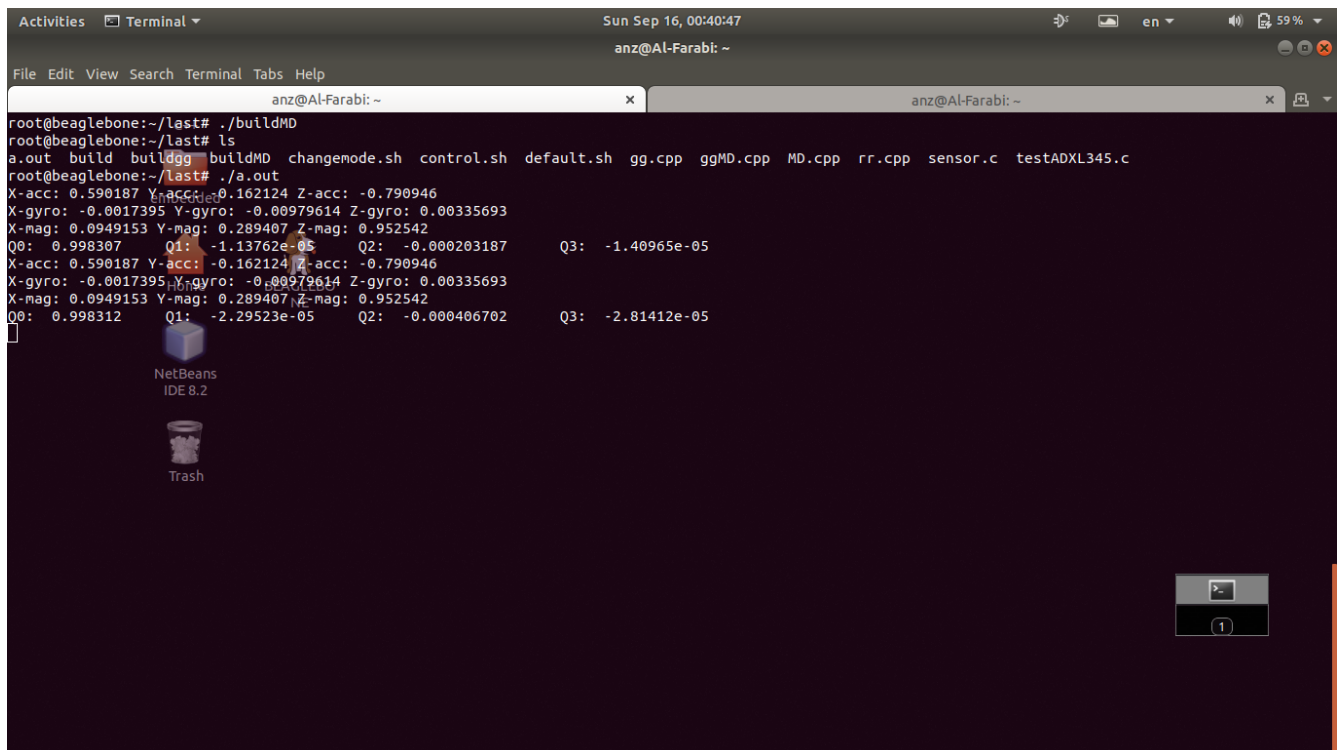 Activities Terminal Sun Sep 16, 00:40:47 en 59 %
anz@Al-Farabi: ~
File Edit View Search Terminal Tabs Help
anz@Al-Farabi: ~ anz@Al-Farabi: ~
root@beaglebone:~/last# ./buildMD
root@beaglebone:~/last# ls
a.out build buildgg buildMD changemode.sh control.sh default.sh gg.cpp ggMD.cpp MD.cpp rr.cpp sensor.c testADXL345.c
root@beaglebone:~/last# ./a.out
X-acc: 0.590187 Y-acc: -0.162124 Z-acc: -0.790946
embedded
X-gyro: -0.0017395 Y-gyro: -0.00979614 Z-gyro: 0.00335693
X-mag: 0.0949153 Y-mag: 0.289407 Z-mag: 0.952542
Q0: 0.998307 Q1: -1.13762e-05 Q2: -0.000203187 Q3: -1.40965e-05
X-acc: 0.590187 Y-acc: -0.162124 Z-acc: -0.790946
X-gyro: -0.0017395 Y-gyro: -0.00979614 Z-gyro: 0.00335693
Home BEAGLEBO
NE
X-mag: 0.0949153 Y-mag: 0.289407 Z-mag: 0.952542
Q0: 0.998312 Q1: -2.29523e-05 Q2: -0.000406702 Q3: -2.81412e-05
NetBeans
IDE 8.2
Trash
1